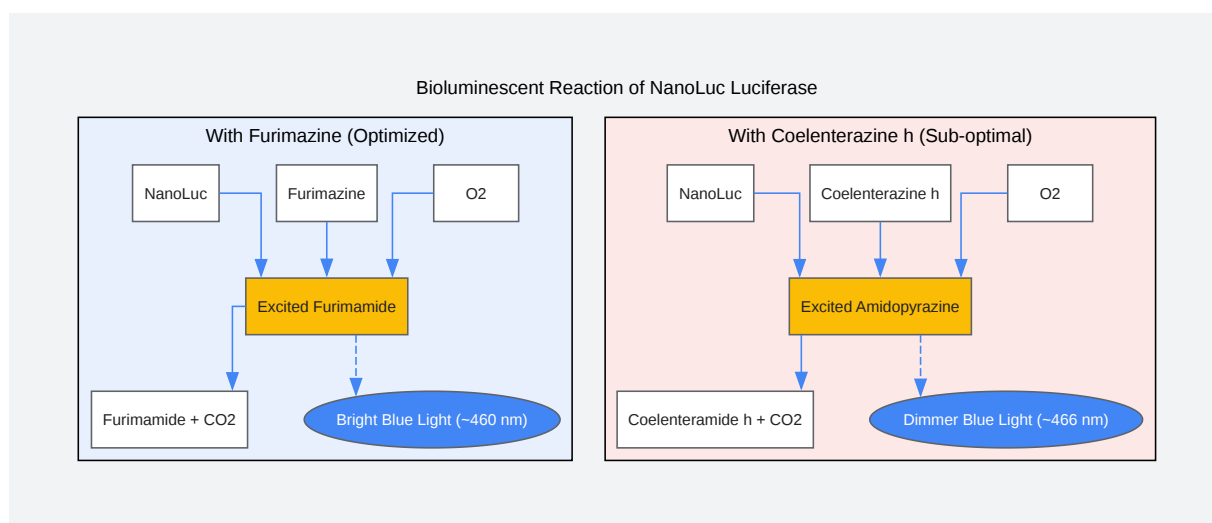 Bioluminescent Reaction of NanoLuc Luciferase
With Furimazine (Optimized)
NanoLuc
Furimazine
O2
Excited Furimamide
Furimamide + CO2
Bright Blue Light (~460 nm)
With Coelenterazine h (Sub-optimal)
NanoLuc
Coelenterazine h
O2
Excited Amidopyrazine
Coelenteramide h + CO2
Dimmer Blue Light (~466 nm)